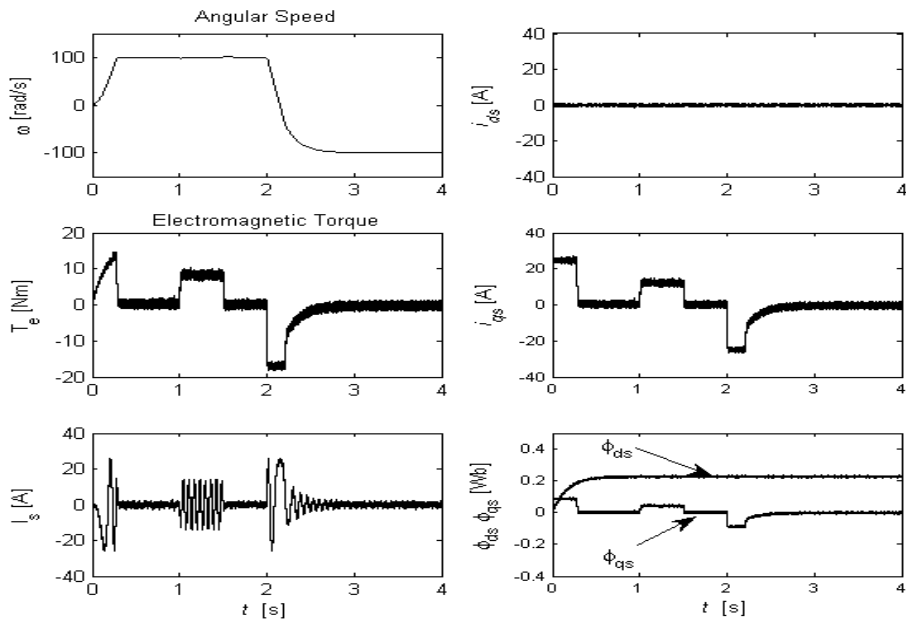 Angular Speed
ω [rad/s]
100
0
-100
0 1 2 3 4
i_ds [A]
40
20
0
-20
-40
0 1 2 3 4
Electromagnetic Torque
T_e [Nm]
20
10
0
-10
-20
0 1 2 3 4
i_qs [A]
40
20
0
-20
-40
0 1 2 3 4
I_s [A]
40
20
0
-20
-40
0 1 2 3 4
t [s]
ϕ_ds ϕ_qs [Wb]
0.4
0.2
0
-0.2
-0.4
ϕ_ds
ϕ_qs
0 1 2 3 4
t [s]